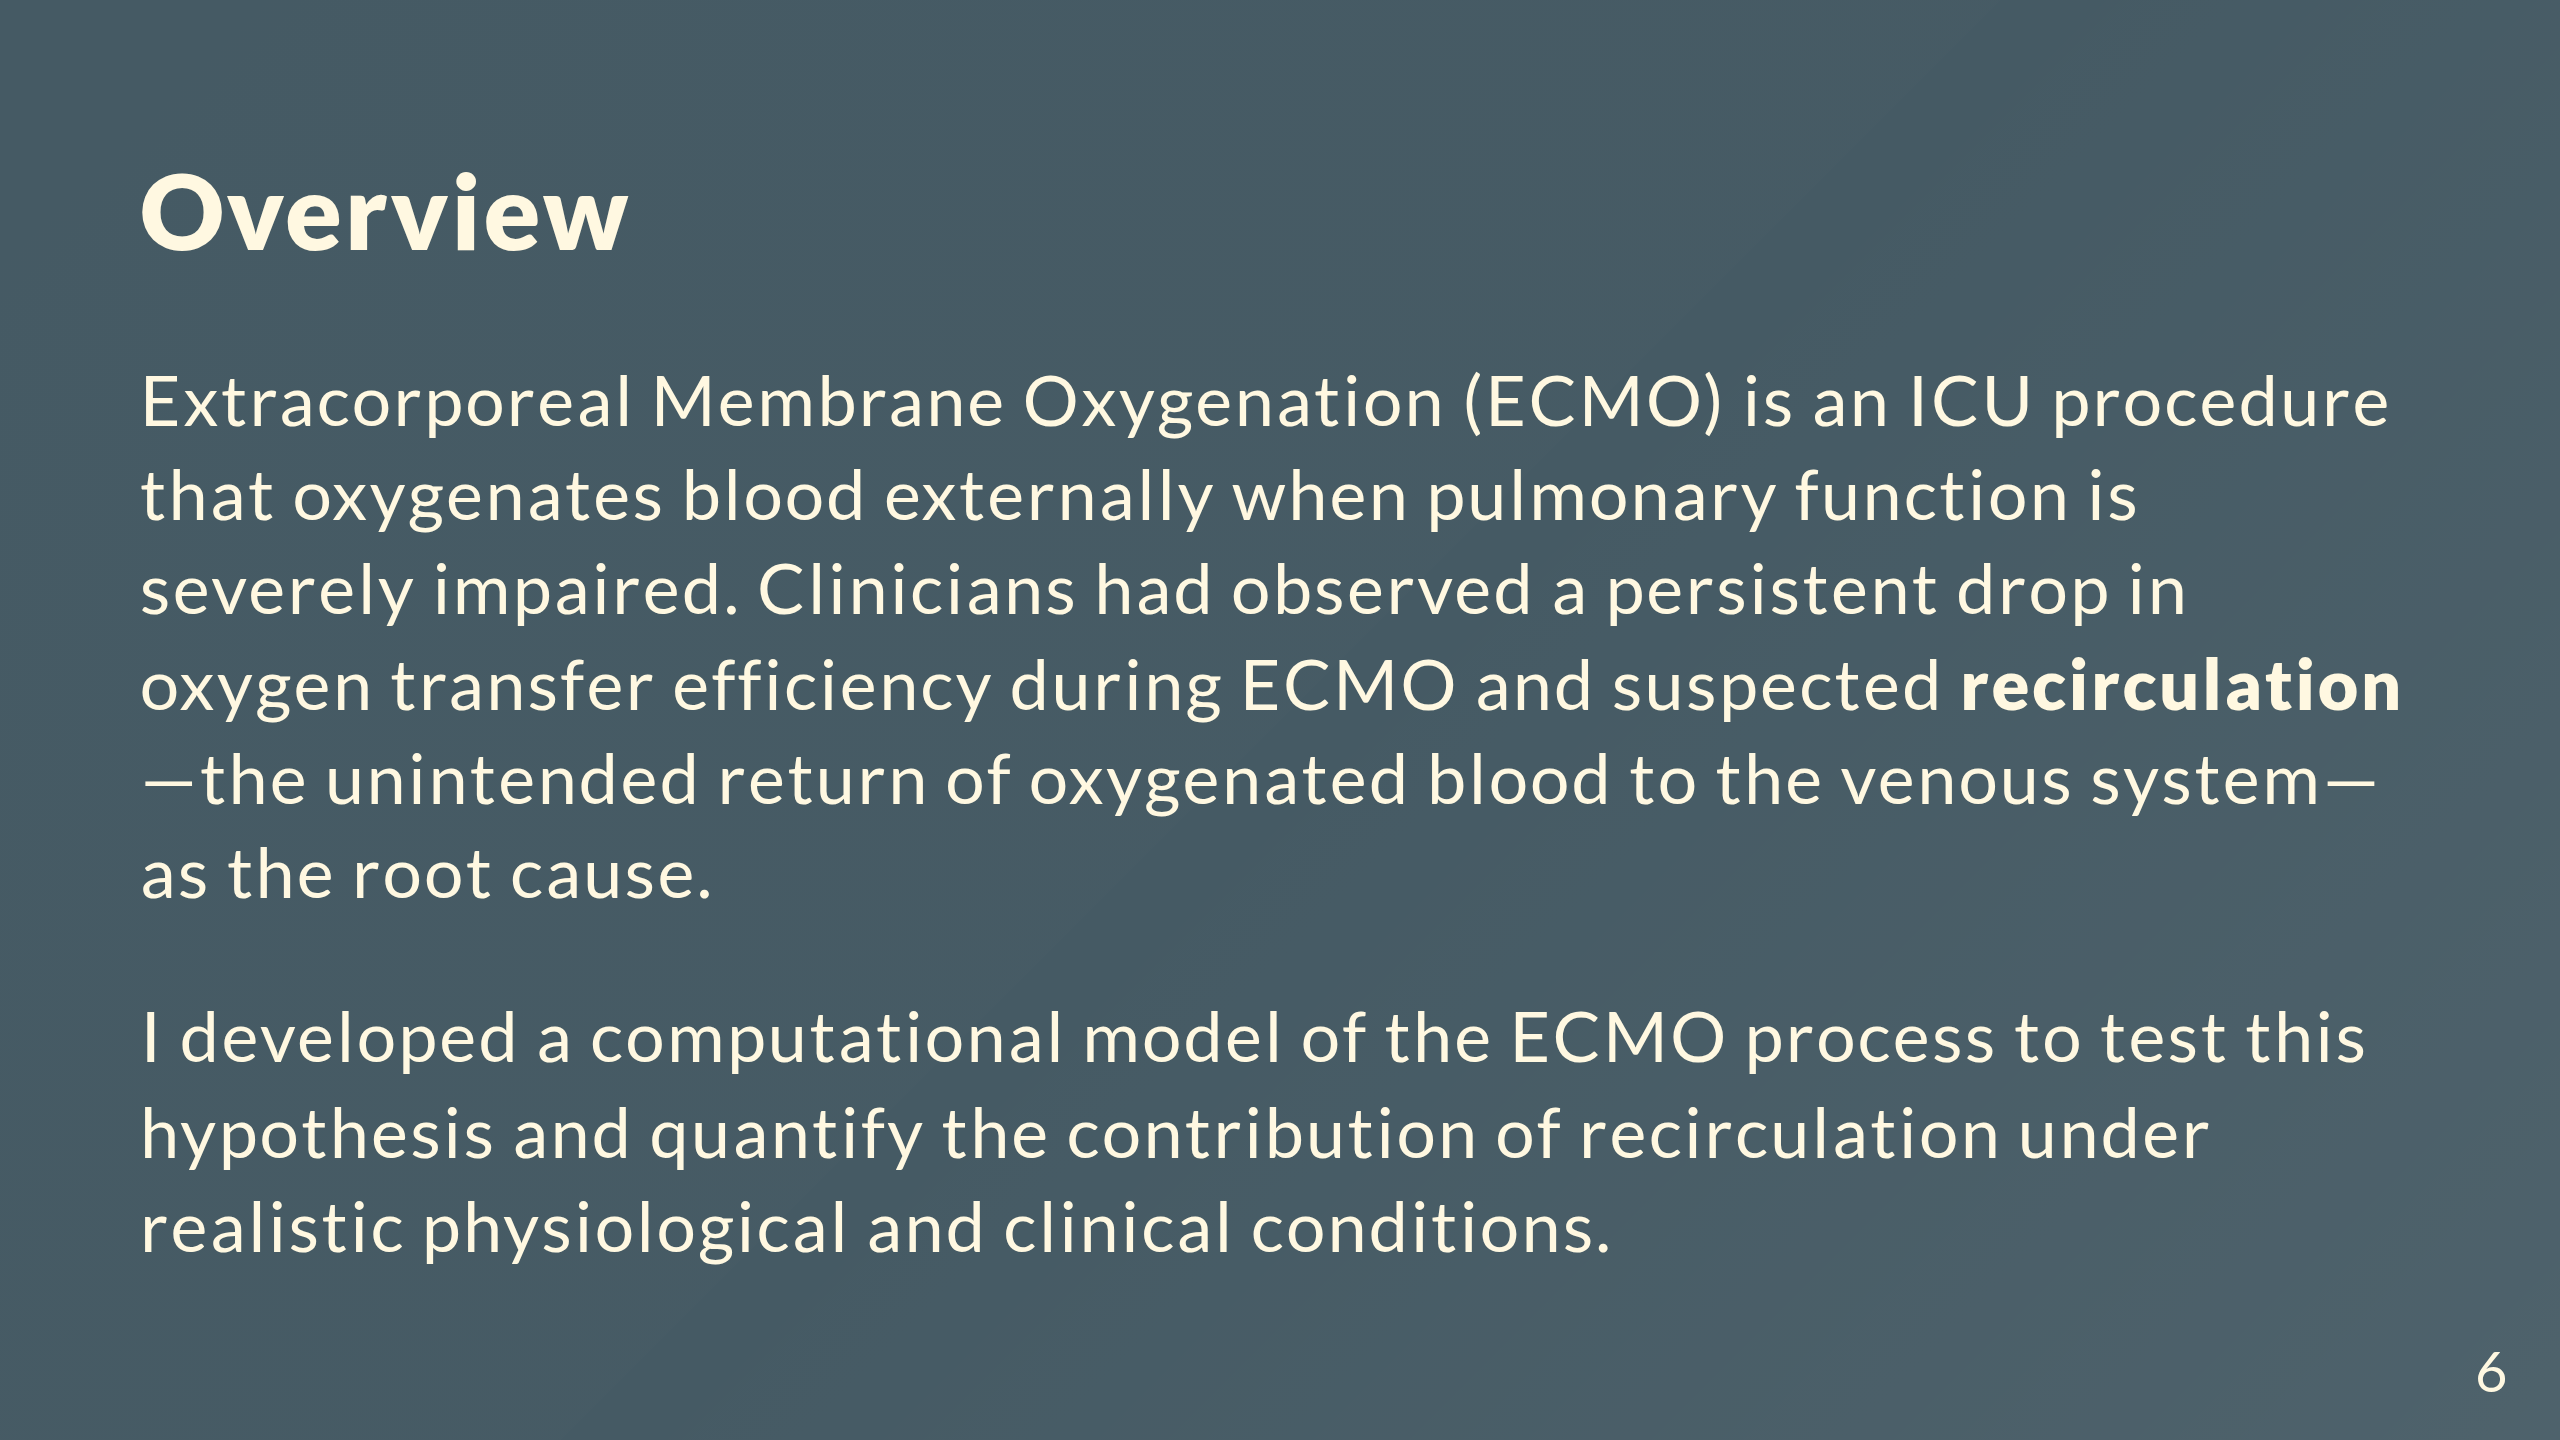 Overview
Extracorporeal Membrane Oxygenation (ECMO) is an ICU procedure
that oxygenates blood externally when pulmonary function is
severely impaired. Clinicians had observed a persistent drop in
oxygen transfer efficiency during ECMO and suspected recirculation
—the unintended return of oxygenated blood to the venous system—
as the root cause.
I developed a computational model of the ECMO process to test this
hypothesis and quantify the contribution of recirculation under
realistic physiological and clinical conditions.
6